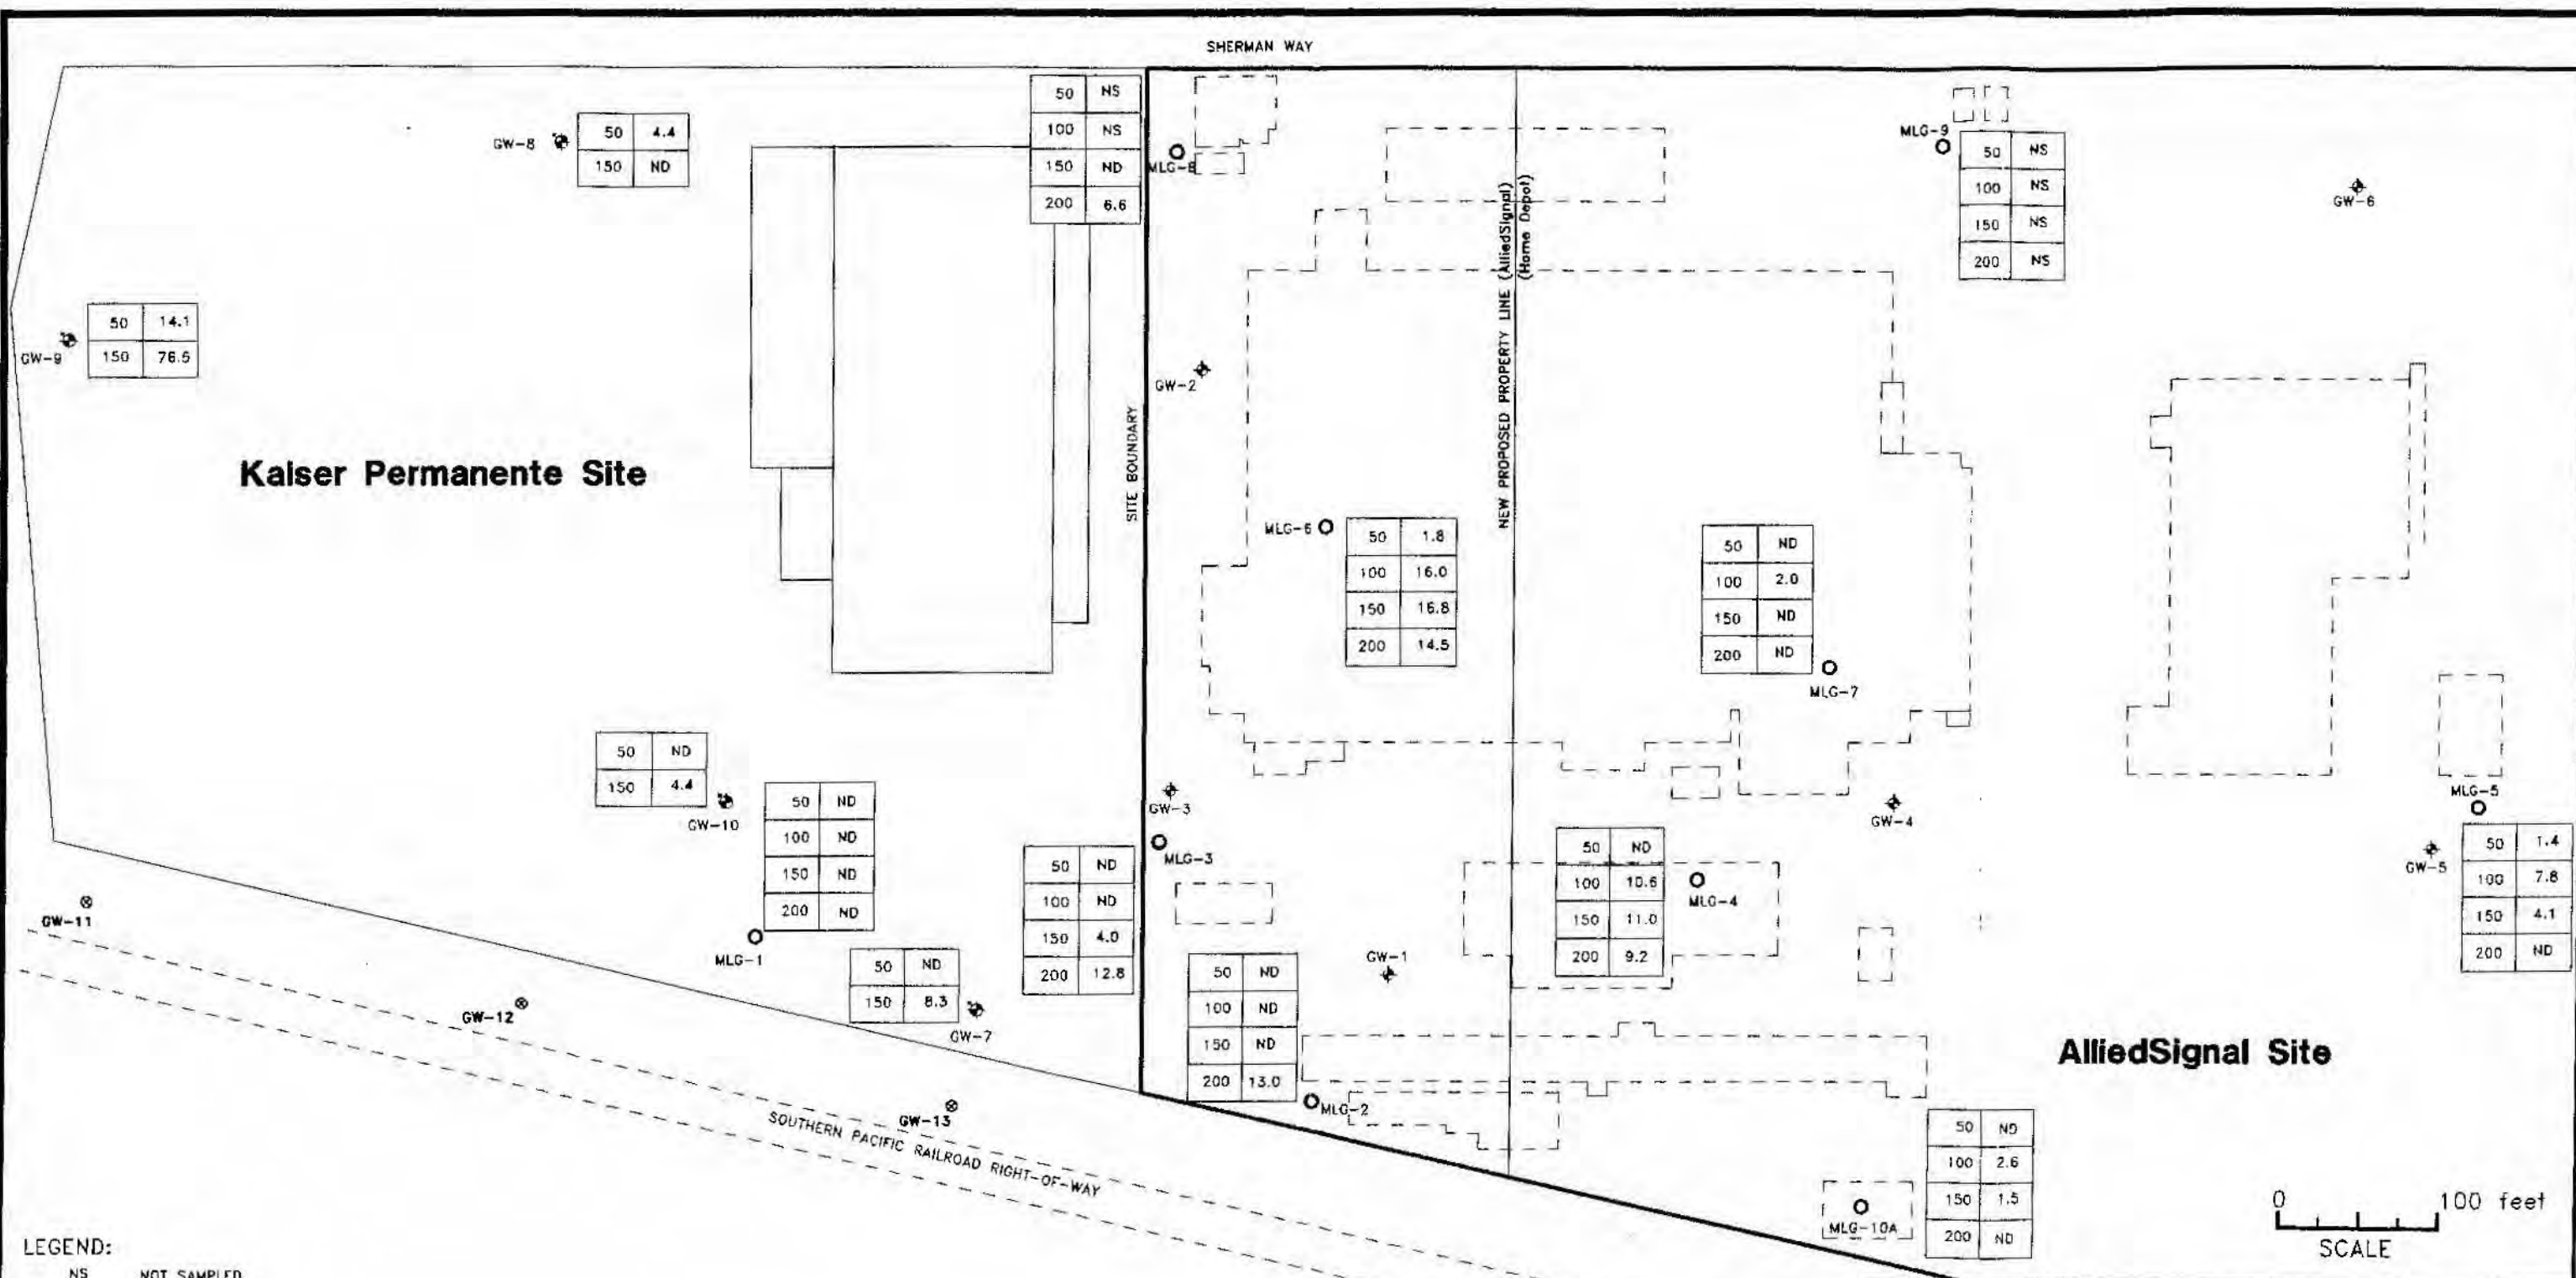 SHERMAN WAY
GW-8
50 4.4
150 ND
50 NS
100 NS
150 ND
200 6.6
MLG-8
MLG-9
50 NS
100 NS
150 NS
200 NS
GW-6
NEW PROPOSED PROPERTY LINE (AlliedSignal)
(Home Depot)
GW-9
50 14.1
150 76.5
GW-2
SITE BOUNDARY
Kaiser Permanente Site
MLG-6
50 1.8
100 16.0
150 16.8
200 14.5
50 ND
100 2.0
150 ND
200 ND
MLG-7
50 ND
150 4.4
GW-10
50 ND
100 ND
150 ND
200 ND
MLG-1
GW-3
MLG-3
50 ND
100 ND
150 4.0
200 12.8
GW-4
50 ND
100 10.6
150 11.0
200 9.2
MLG-4
MLG-5
GW-5
50 1.4
100 7.8
150 4.1
200 ND
GW-11
GW-12
50 ND
150 8.3
GW-7
GW-1
50 ND
100 ND
150 ND
200 13.0
MLG-2
GW-13
SOUTHERN PACIFIC RAILROAD RIGHT-OF-WAY
AlliedSignal Site
50 ND
100 2.6
150 1.5
200 ND
MLG-10A
0 100 feet
SCALE
LEGEND:
NS NOT SAMPLED